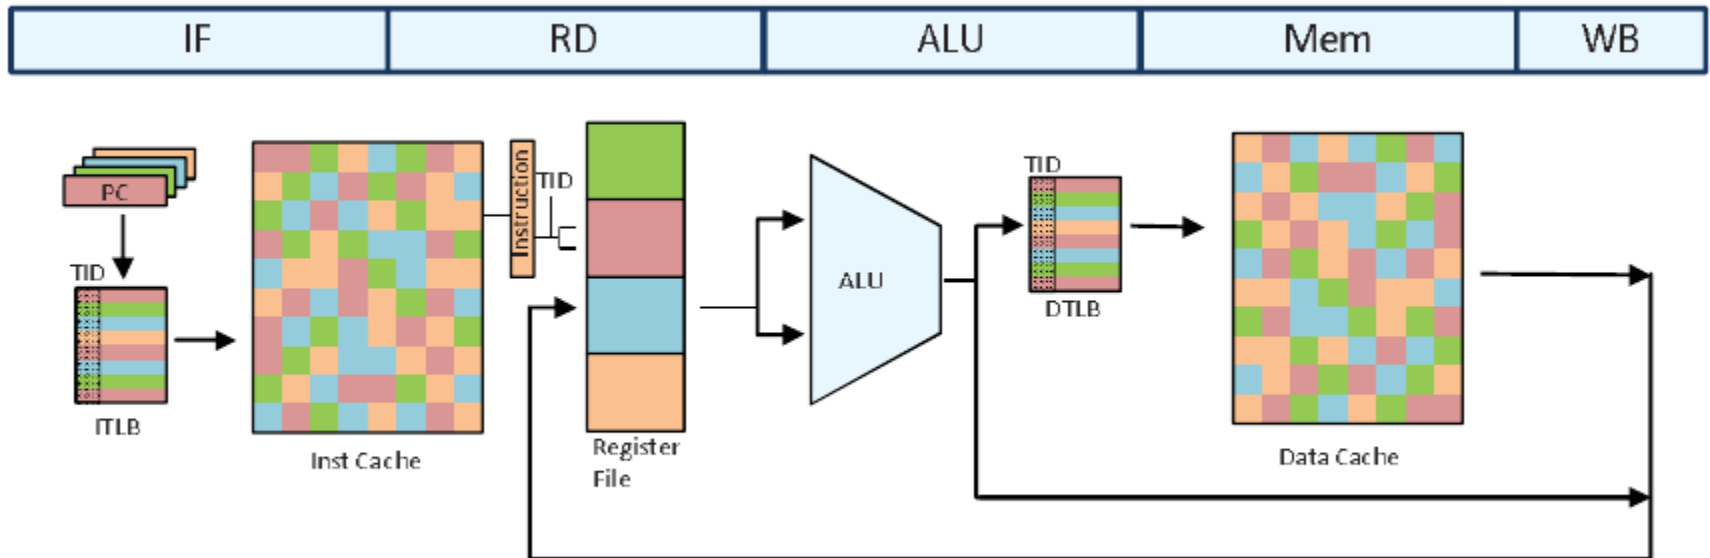 IF
RD
ALU
Mem
WB
PC
TID
ITLB
Inst Cache
Instruction
TID
Register
File
ALU
TID
DTLB
Data Cache